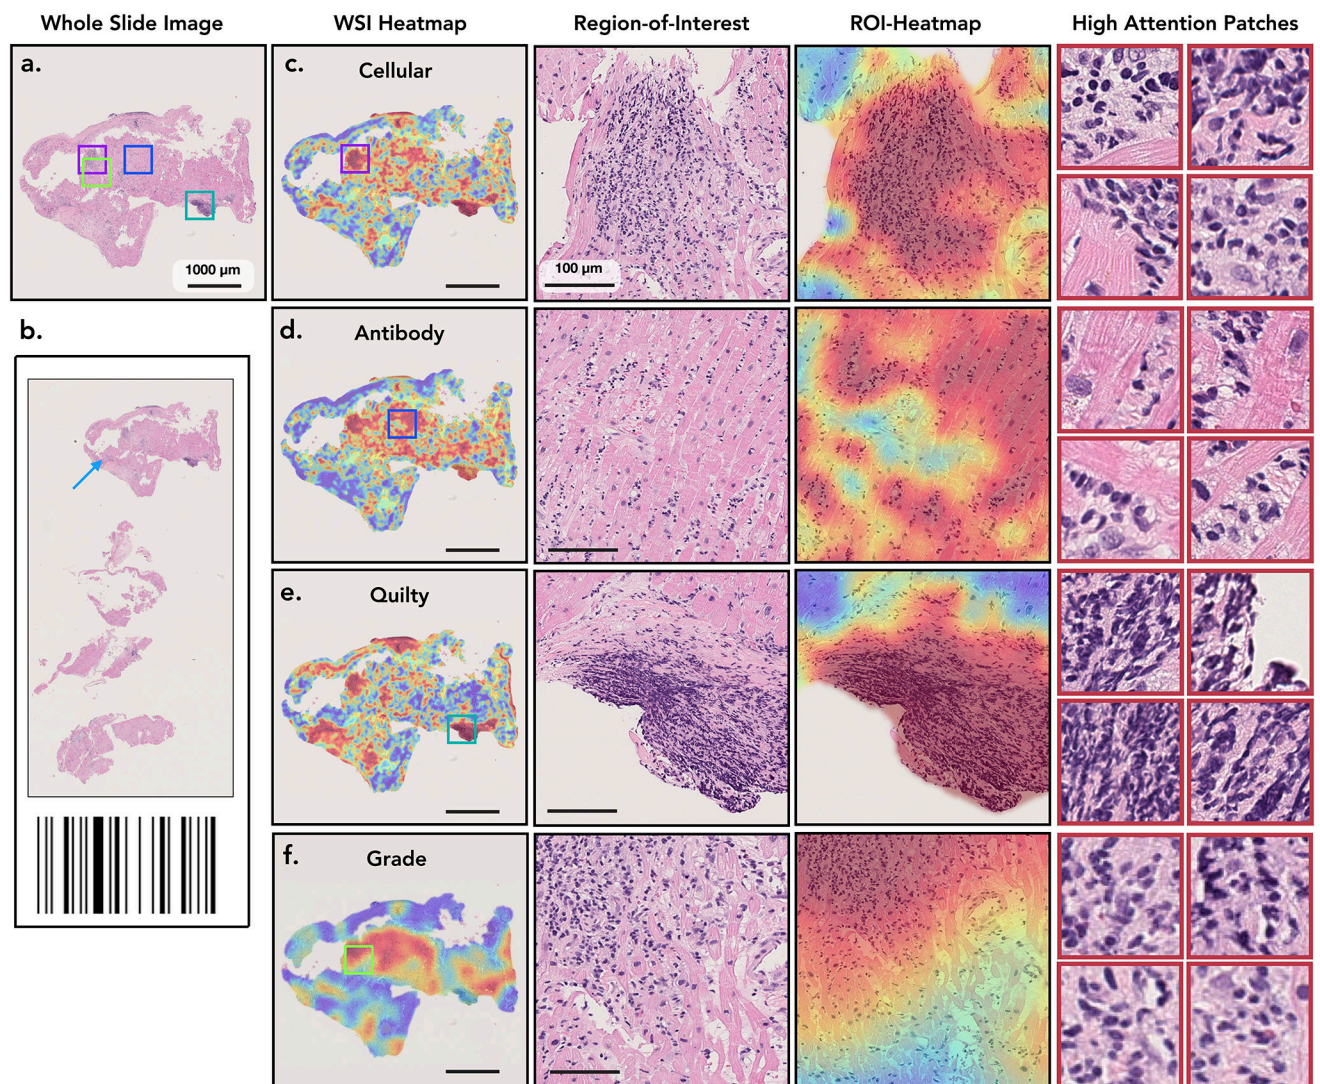 Whole Slide Image
WSI Heatmap
Region-of-Interest
ROI-Heatmap
High Attention Patches
a.
1000 µm
b.
c.
Cellular
100 µm
d.
Antibody
e.
Quilty
f.
Grade